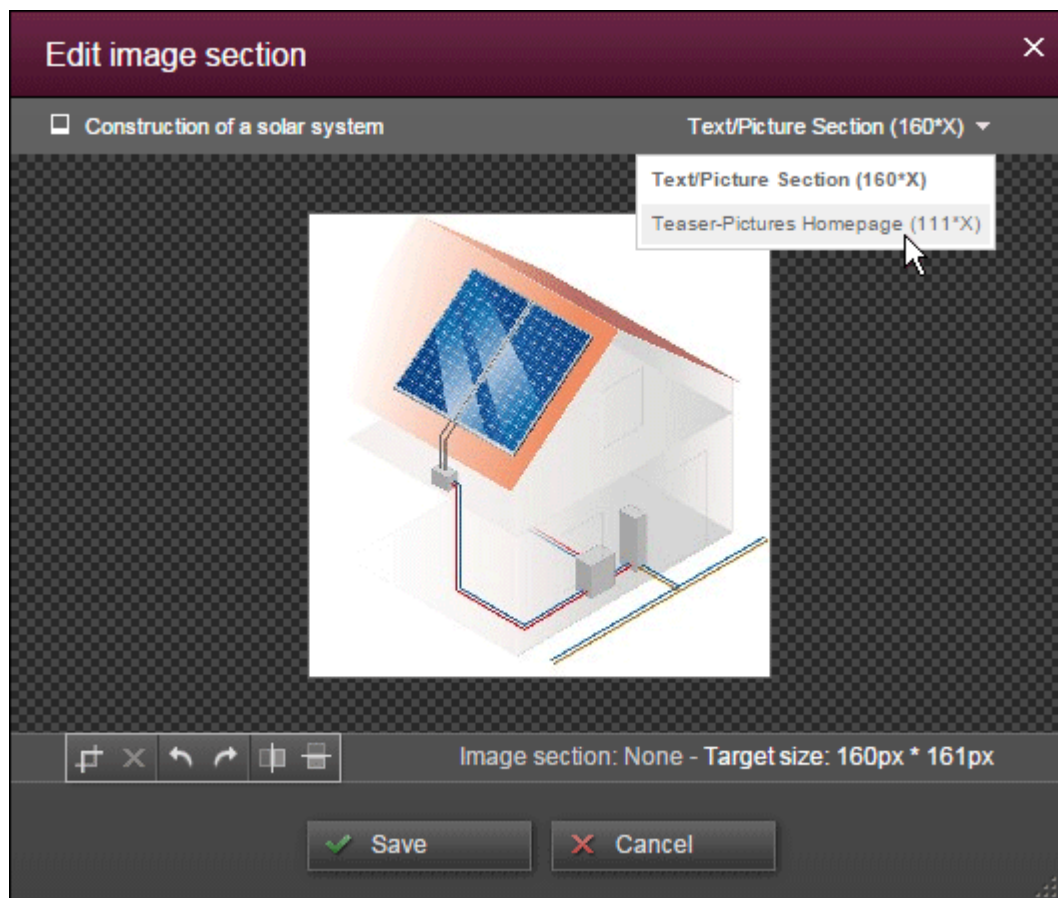 Edit image section
Construction of a solar system
Text/Picture Section (160*X)
Text/Picture Section (160*X)
Teaser-Pictures Homepage (111*X)
Image section: None - Target size: 160px * 161px
Save
Cancel